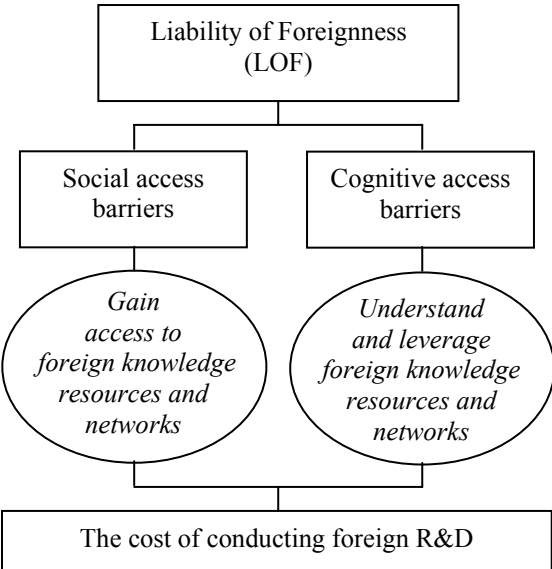 Liability of Foreignness
(LOF)
Social access
barriers
Cognitive access
barriers
Gain
access to
foreign knowledge
resources and
networks
Understand
and leverage
foreign knowledge
resources and
networks
The cost of conducting foreign R&D